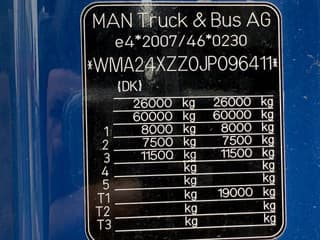 MAN Truck & Bus AG
e4*2007/46*0230
*WMA24XZZ0JP096411*
(DK)
26000 kg 26000 kg
60000 kg 60000 kg
1 8000 kg 8000 kg
2 7500 kg 7500 kg
3 11500 kg 11500 kg
4 kg kg
5 kg kg
T1 kg 19000 kg
T2 kg kg
T3 kg kg